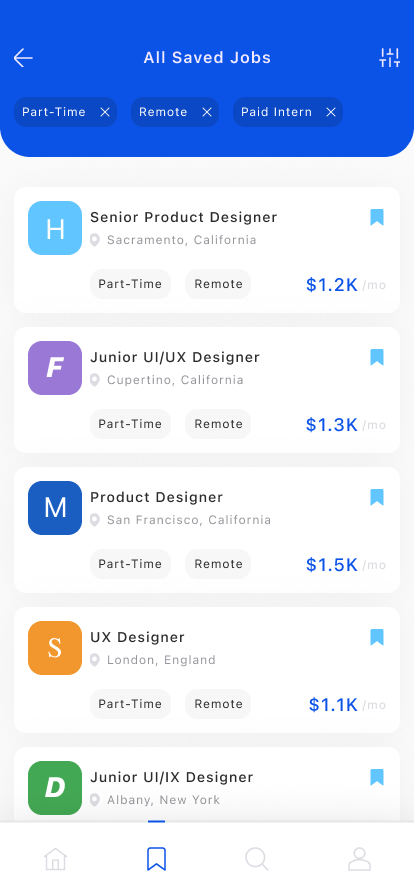 All Saved Jobs
Part-Time Remote Paid Intern
H
Senior Product Designer
Sacramento, California
Part-Time Remote $1.2K /mo
F
Junior UI/UX Designer
Cupertino, California
Part-Time Remote $1.3K /mo
M
Product Designer
San Francisco, California
Part-Time Remote $1.5K /mo
S
UX Designer
London, England
Part-Time Remote $1.1K /mo
D
Junior UI/IX Designer
Albany, New York